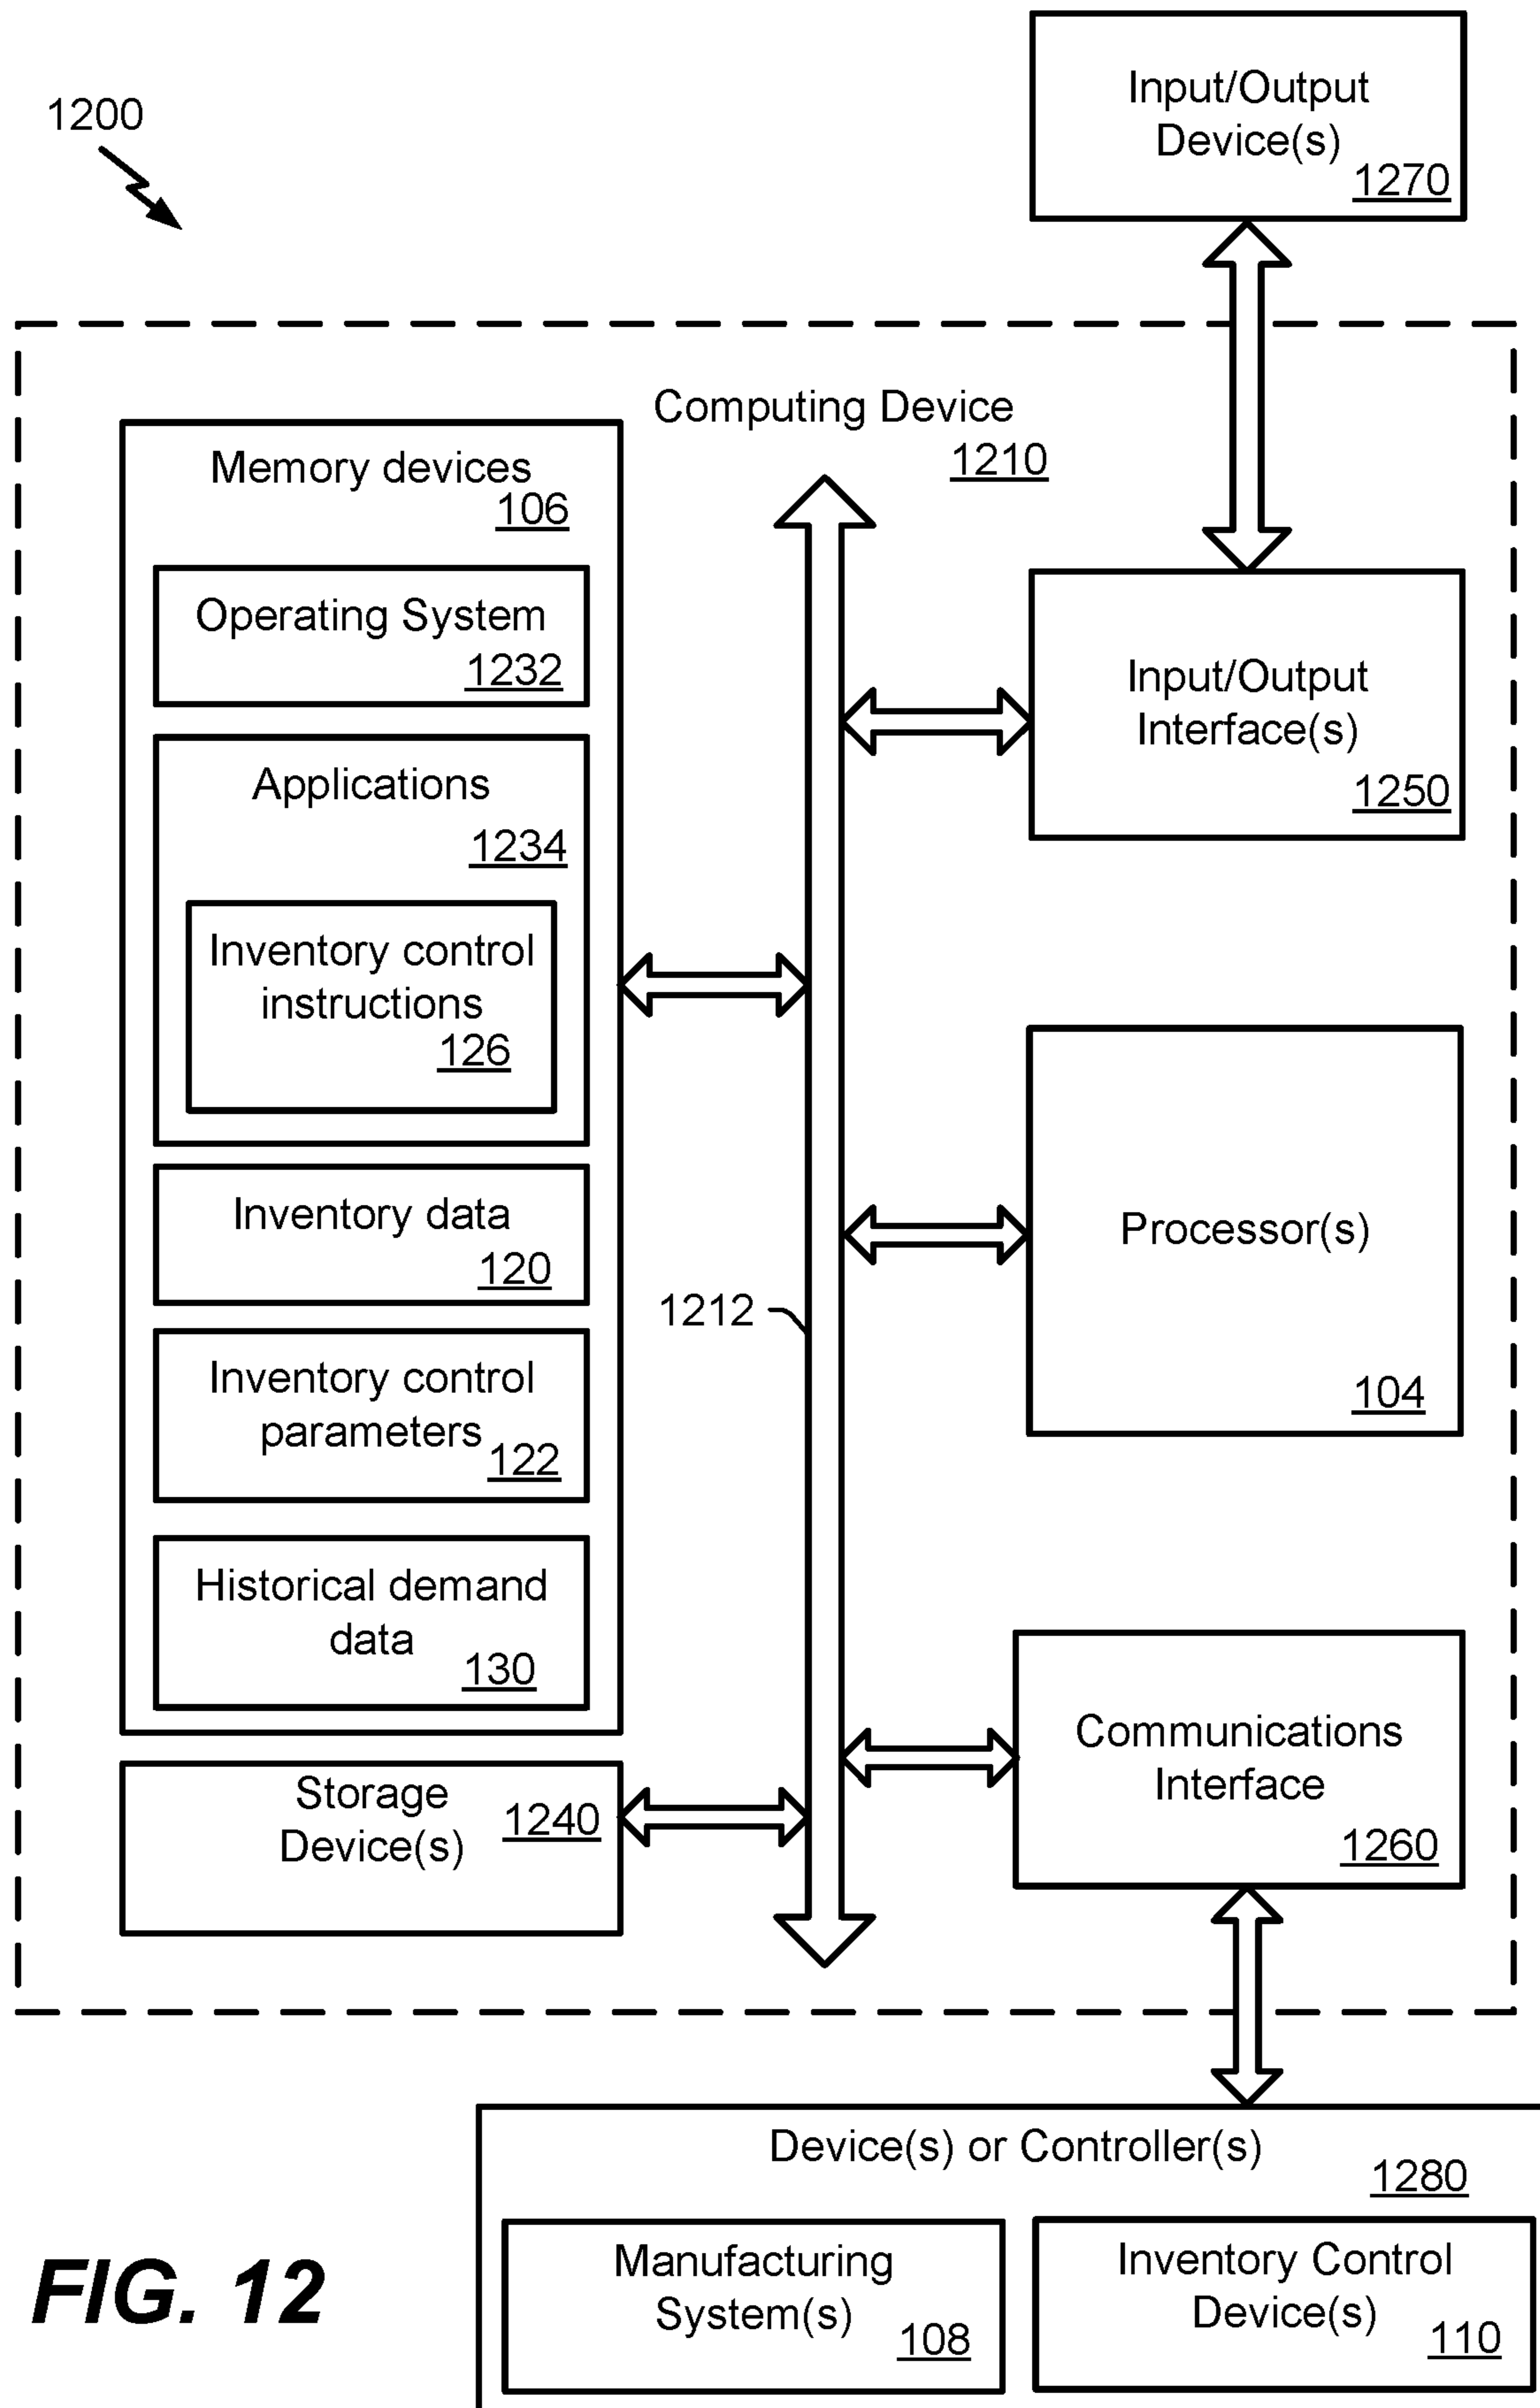 1200
Input/Output
Device(s)
1270
Computing Device
1210
Memory devices
106
Operating System
1232
Applications
1234
Inventory control
instructions
126
Inventory data
120
Inventory control
parameters
122
Historical demand
data
130
Storage
Device(s)
1240
1212
Input/Output
Interface(s)
1250
Processor(s)
104
Communications
Interface
1260
Device(s) or Controller(s)
1280
Manufacturing
System(s)
108
Inventory Control
Device(s)
110
FIG. 12